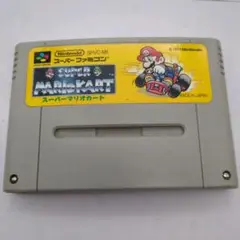 Nintendo
SHVC-MK
スーパーファミコン
SUPER
MARIO KART
スーパーマリオカート
MADE IN JAPAN